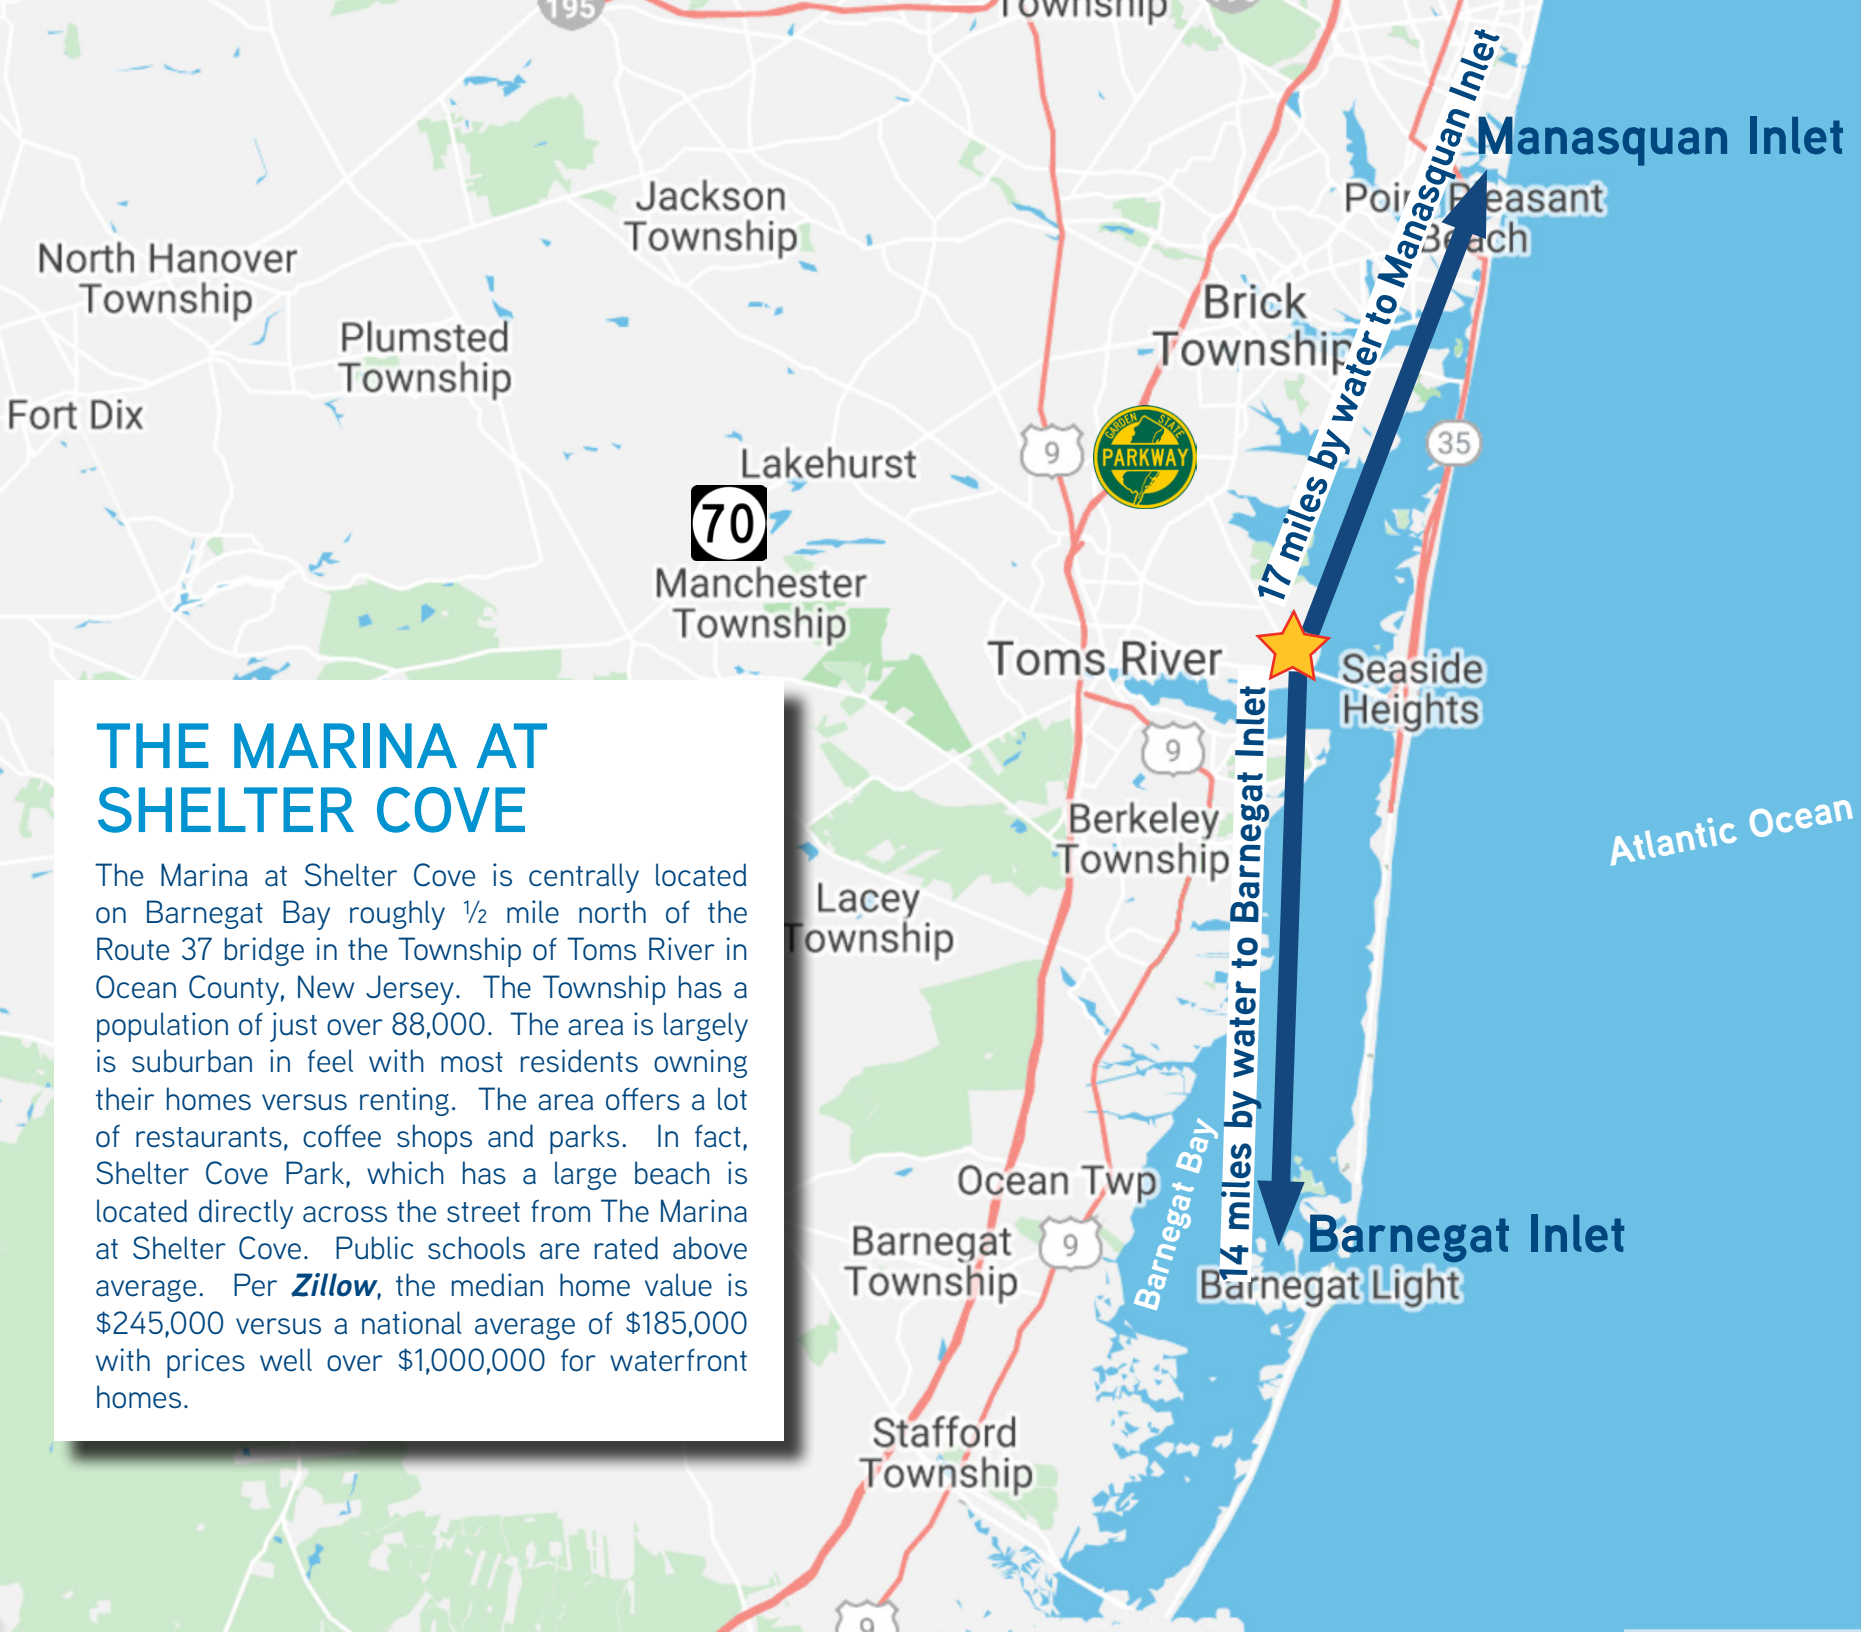 195
Township
17 miles by water to Manasquan Inlet
Manasquan Inlet
Jackson
Township
Beach
North Hanover
Township
Brick
Township
Plumsted
Township
Fort Dix
9
GARDEN STATE
PARKWAY
35
Lakehurst
70
Manchester
Township
Toms River
Seaside
Heights
9
14 miles by water to Barnegat Inlet
Berkeley
Township
Atlantic Ocean
Lacey
Township
THE MARINA AT
SHELTER COVE
The Marina at Shelter Cove is centrally located
on Barnegat Bay roughly ½ mile north of the
Route 37 bridge in the Township of Toms River in
Ocean County, New Jersey. The Township has a
population of just over 88,000. The area is largely
is suburban in feel with most residents owning
their homes versus renting. The area offers a lot
of restaurants, coffee shops and parks. In fact,
Shelter Cove Park, which has a large beach is
located directly across the street from The Marina
at Shelter Cove. Public schools are rated above
average. Per Zillow, the median home value is
$245,000 versus a national average of $185,000
with prices well over $1,000,000 for waterfront
homes.
Ocean Twp
Barnegat Bay
Barnegat
Township
9
Barnegat Inlet
Barnegat Light
Stafford
Township
9